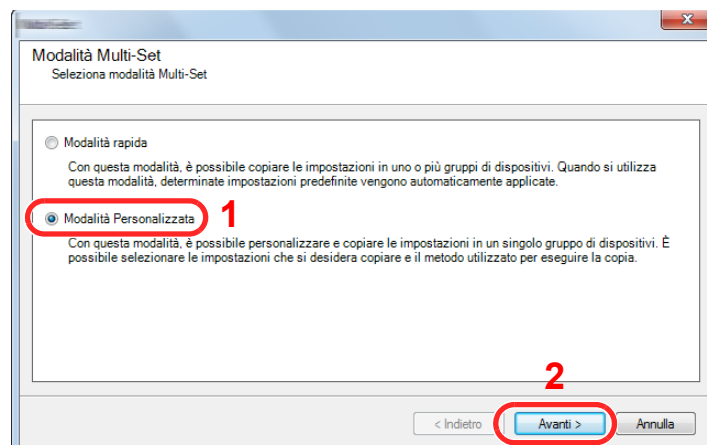 Modalità Multi-Set
Seleziona modalità Multi-Set
Modalità rapida
Con questa modalità, è possibile copiare le impostazioni in uno o più gruppi di dispositivi. Quando si utilizza
questa modalità, determinate impostazioni predefinite vengono automaticamente applicate.
Modalità Personalizzata 1
Con questa modalità, è possibile personalizzare e copiare le impostazioni in un singolo gruppo di dispositivi. È
possibile selezionare le impostazioni che si desidera copiare e il metodo utilizzato per eseguire la copia.
2
< Indietro Avanti > Annulla